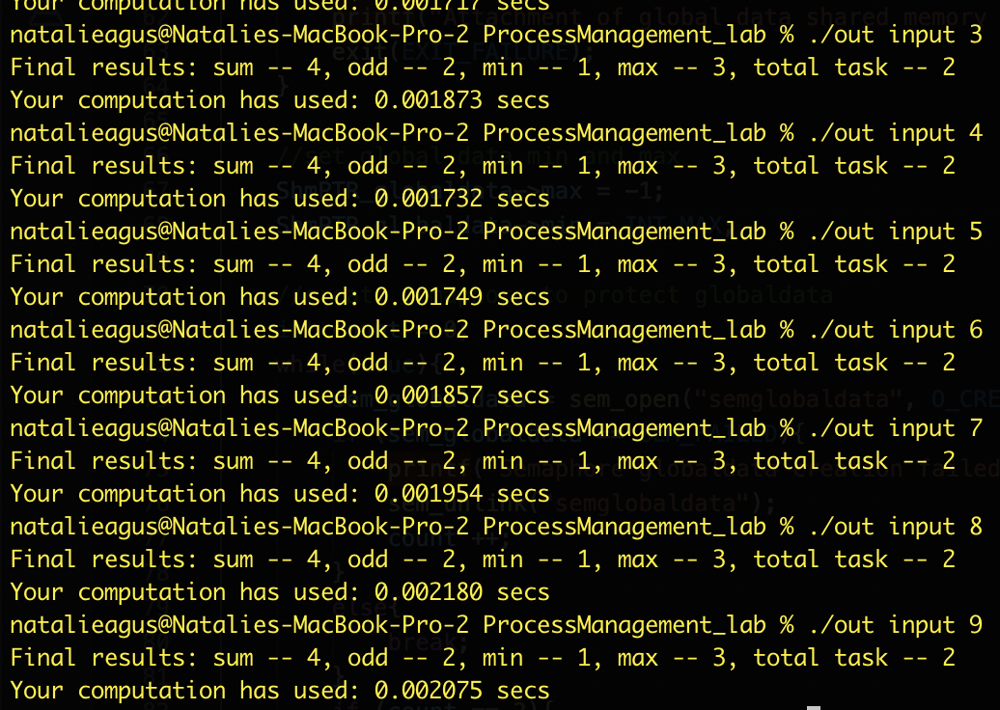 Your computation has used: 0.001717 secs
natalieagus@Natalies-MacBook-Pro-2 ProcessManagement_lab % ./out input 3
Final results: sum -- 4, odd -- 2, min -- 1, max -- 3, total task -- 2
Your computation has used: 0.001873 secs
natalieagus@Natalies-MacBook-Pro-2 ProcessManagement_lab % ./out input 4
Final results: sum -- 4, odd -- 2, min -- 1, max -- 3, total task -- 2
Your computation has used: 0.001732 secs
natalieagus@Natalies-MacBook-Pro-2 ProcessManagement_lab % ./out input 5
Final results: sum -- 4, odd -- 2, min -- 1, max -- 3, total task -- 2
Your computation has used: 0.001749 secs
natalieagus@Natalies-MacBook-Pro-2 ProcessManagement_lab % ./out input 6
Final results: sum -- 4, odd -- 2, min -- 1, max -- 3, total task -- 2
Your computation has used: 0.001857 secs
natalieagus@Natalies-MacBook-Pro-2 ProcessManagement_lab % ./out input 7
Final results: sum -- 4, odd -- 2, min -- 1, max -- 3, total task -- 2
Your computation has used: 0.001954 secs
natalieagus@Natalies-MacBook-Pro-2 ProcessManagement_lab % ./out input 8
Final results: sum -- 4, odd -- 2, min -- 1, max -- 3, total task -- 2
Your computation has used: 0.002180 secs
natalieagus@Natalies-MacBook-Pro-2 ProcessManagement_lab % ./out input 9
Final results: sum -- 4, odd -- 2, min -- 1, max -- 3, total task -- 2
Your computation has used: 0.002075 secs